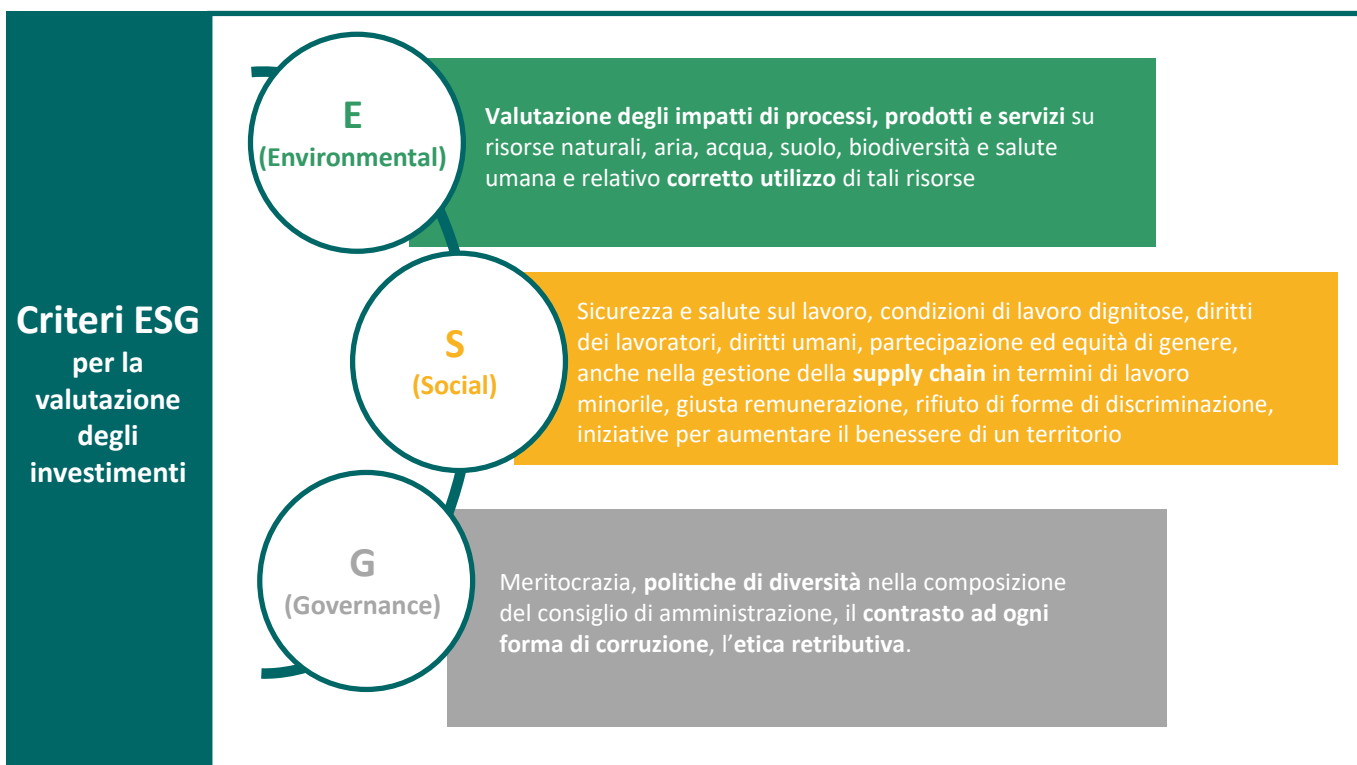 Criteri ESG
per la
valutazione
degli
investimenti
E
(Environmental)
Valutazione degli impatti di processi, prodotti e servizi su
risorse naturali, aria, acqua, suolo, biodiversità e salute
umana e relativo corretto utilizzo di tali risorse
S
(Social)
Sicurezza e salute sul lavoro, condizioni di lavoro dignitose, diritti
dei lavoratori, diritti umani, partecipazione ed equità di genere,
anche nella gestione della supply chain in termini di lavoro
minorile, giusta remunerazione, rifiuto di forme di discriminazione,
iniziative per aumentare il benessere di un territorio
G
(Governance)
Meritocrazia, politiche di diversità nella composizione
del consiglio di amministrazione, il contrasto ad ogni
forma di corruzione, l’etica retributiva.